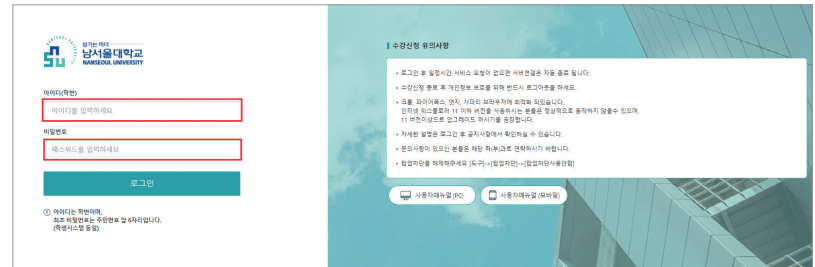 섬기는 리더
남서울대학교
NAMSEOUL UNIVERSITY
아이디(학번)
아이디를 입력하세요
비밀번호
패스워드를 입력하세요
로그인
아이디는 학번이며,
최초 비밀번호는 주민번호 앞 6자리입니다.
(학생시스템 동일)
수강신청 유의사항
• 로그인 후 일정시간 서비스 요청이 없으면 서버연결은 자동 종료 됩니다.
• 수강신청 종료 후 개인정보 보호를 위해 반드시 로그아웃을 하세요.
• 크롬, 파이어폭스, 엣지, 사파리 브라우저에 최적화 되있습니다.
인터넷 익스플로러 11 이하 버전을 사용하시는 분들은 정상적으로 동작하지 않을수 있으며,
11 버전이상으로 업그레이드 하시기를 권장합니다.
• 자세한 설명은 로그인 후 공지사항에서 확인하실 수 있습니다.
• 문의사항이 있으신 분들은 해당 학(부)과로 연락하시기 바랍니다.
• 팝업차단를 해제해주세요 [도구]->[팝업차단]->[팝업차단사용안함]
사용자매뉴얼 (PC)
사용자매뉴얼 (모바일)